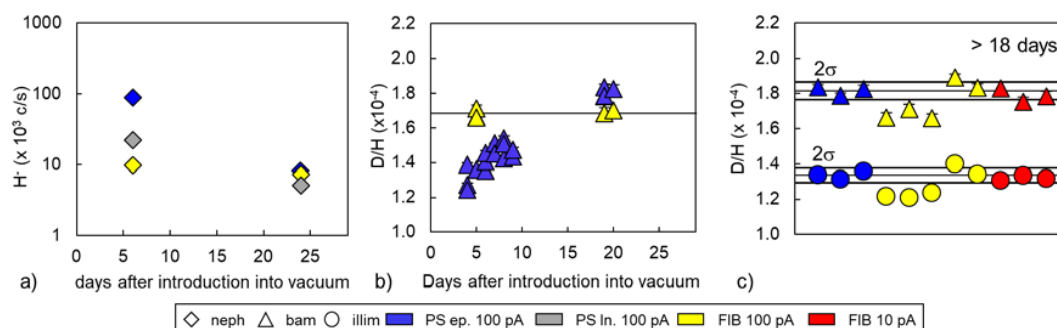 1000
100
10
1
H- (x 10³ c/s)
0 5 10 15 20 25
a) days after introduction into vacuum
2.2
2.0
1.8
1.6
1.4
1.2
1.0
D/H (x10⁻⁴)
0 5 10 15 20 25
b) Days after introduction into vacuum
2.2
2.0
1.8
1.6
1.4
1.2
1.0
D/H (x 10⁻⁴)
> 18 days
2σ
2σ
c)
neph bam illim PS ep. 100 pA PS In. 100 pA FIB 100 pA FIB 10 pA